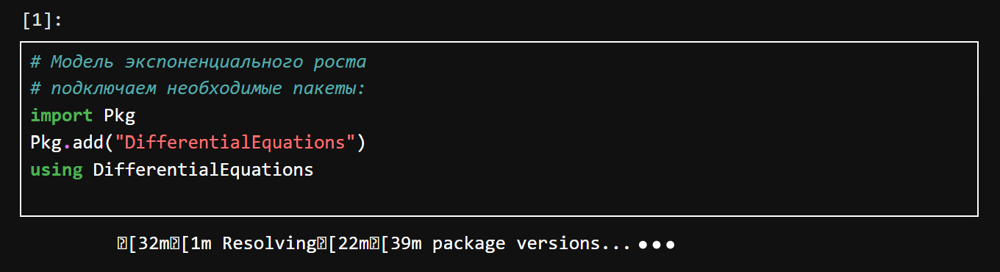 [1]:
# Модель экспоненциального роста
# подключаем необходимые пакеты:
import Pkg
Pkg.add("DifferentialEquations")
using DifferentialEquations
�[32m�[1m Resolving�[22m�[39m package versions... •••